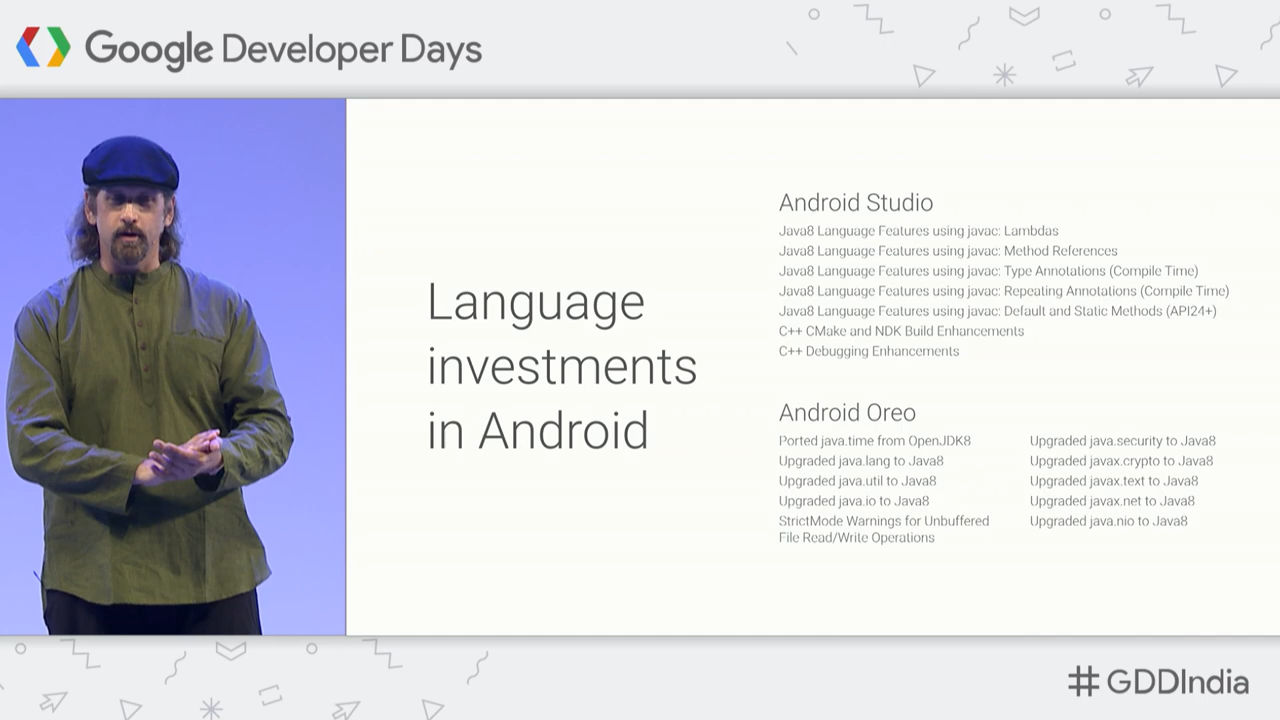 Google Developer Days
Language
investments
in Android
Android Studio
Java8 Language Features using javac: Lambdas
Java8 Language Features using javac: Method References
Java8 Language Features using javac: Type Annotations (Compile Time)
Java8 Language Features using javac: Repeating Annotations (Compile Time)
Java8 Language Features using javac: Default and Static Methods (API24+)
C++ CMake and NDK Build Enhancements
C++ Debugging Enhancements
Android Oreo
Ported java.time from OpenJDK8
Upgraded java.lang to Java8
Upgraded java.util to Java8
Upgraded java.io to Java8
StrictMode Warnings for Unbuffered
File Read/Write Operations
Upgraded java.security to Java8
Upgraded javax.crypto to Java8
Upgraded javax.text to Java8
Upgraded javax.net to Java8
Upgraded java.nio to Java8
#GDDIndia